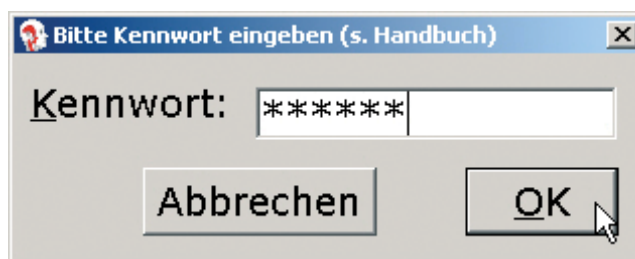 Bitte Kennwort eingeben (s. Handbuch)
Kennwort: ******
Abbrechen OK